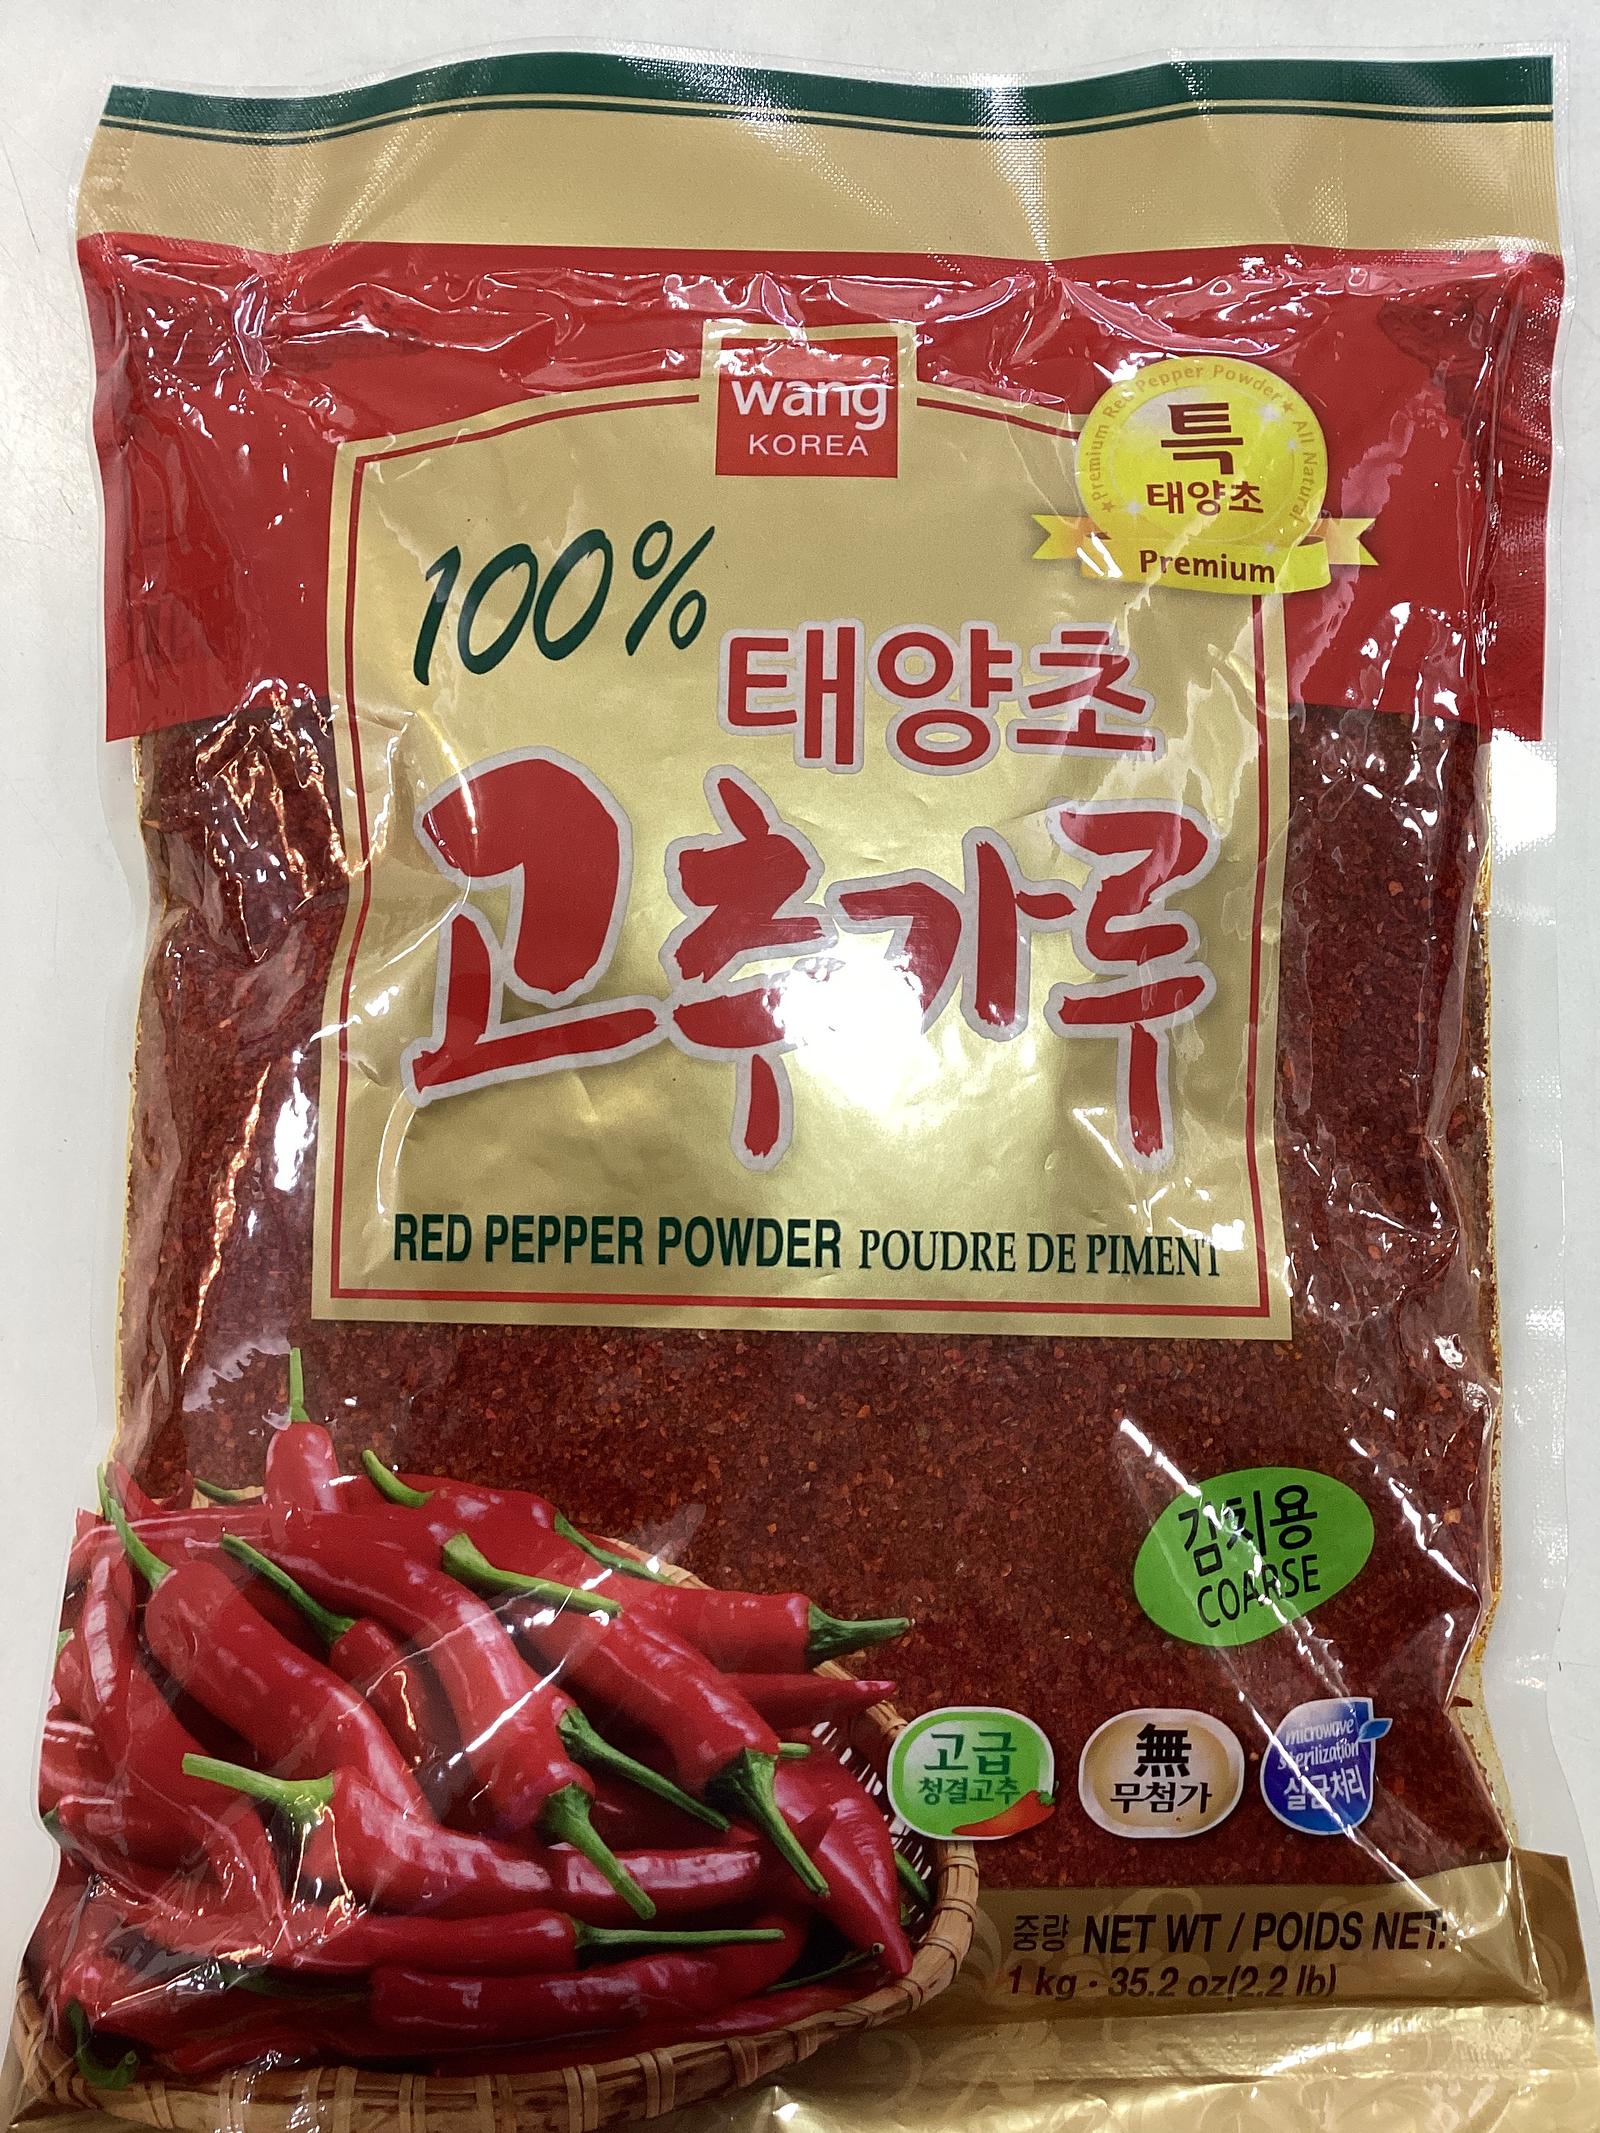 wang
KOREA
★Premium Red Pepper Powder★ All Natural
특
태양초
Premium
100%
태양초
고추가루
RED PEPPER POWDER POUDRE DE PIMENT
김치용
COARSE
고급
청결고추
無
무첨가
microwave
sterilization
살균처리
중량 NET WT / POIDS NET:
1 kg • 35.2 oz(2.2 lb)